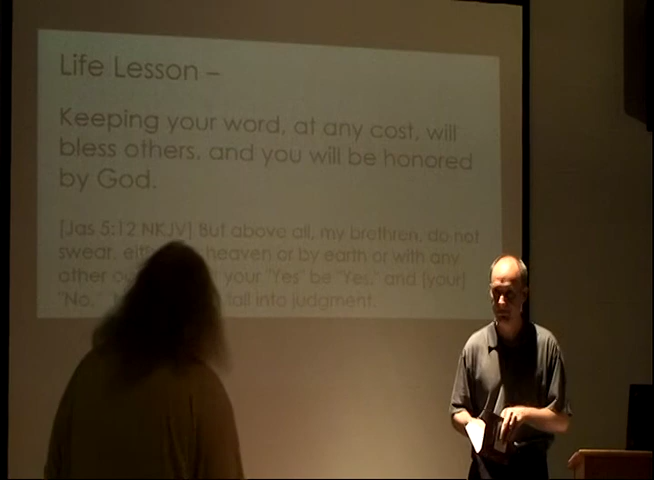 Life Lesson –
Keeping your word, at any cost, will
bless others, and you will be honored
by God.
[Jas 5:12 NKJV] But above all, my brethren, do not
swear, heaven or by earth or with any
other your "Yes" be "Yes," and [your]
"No," fall into judgment.